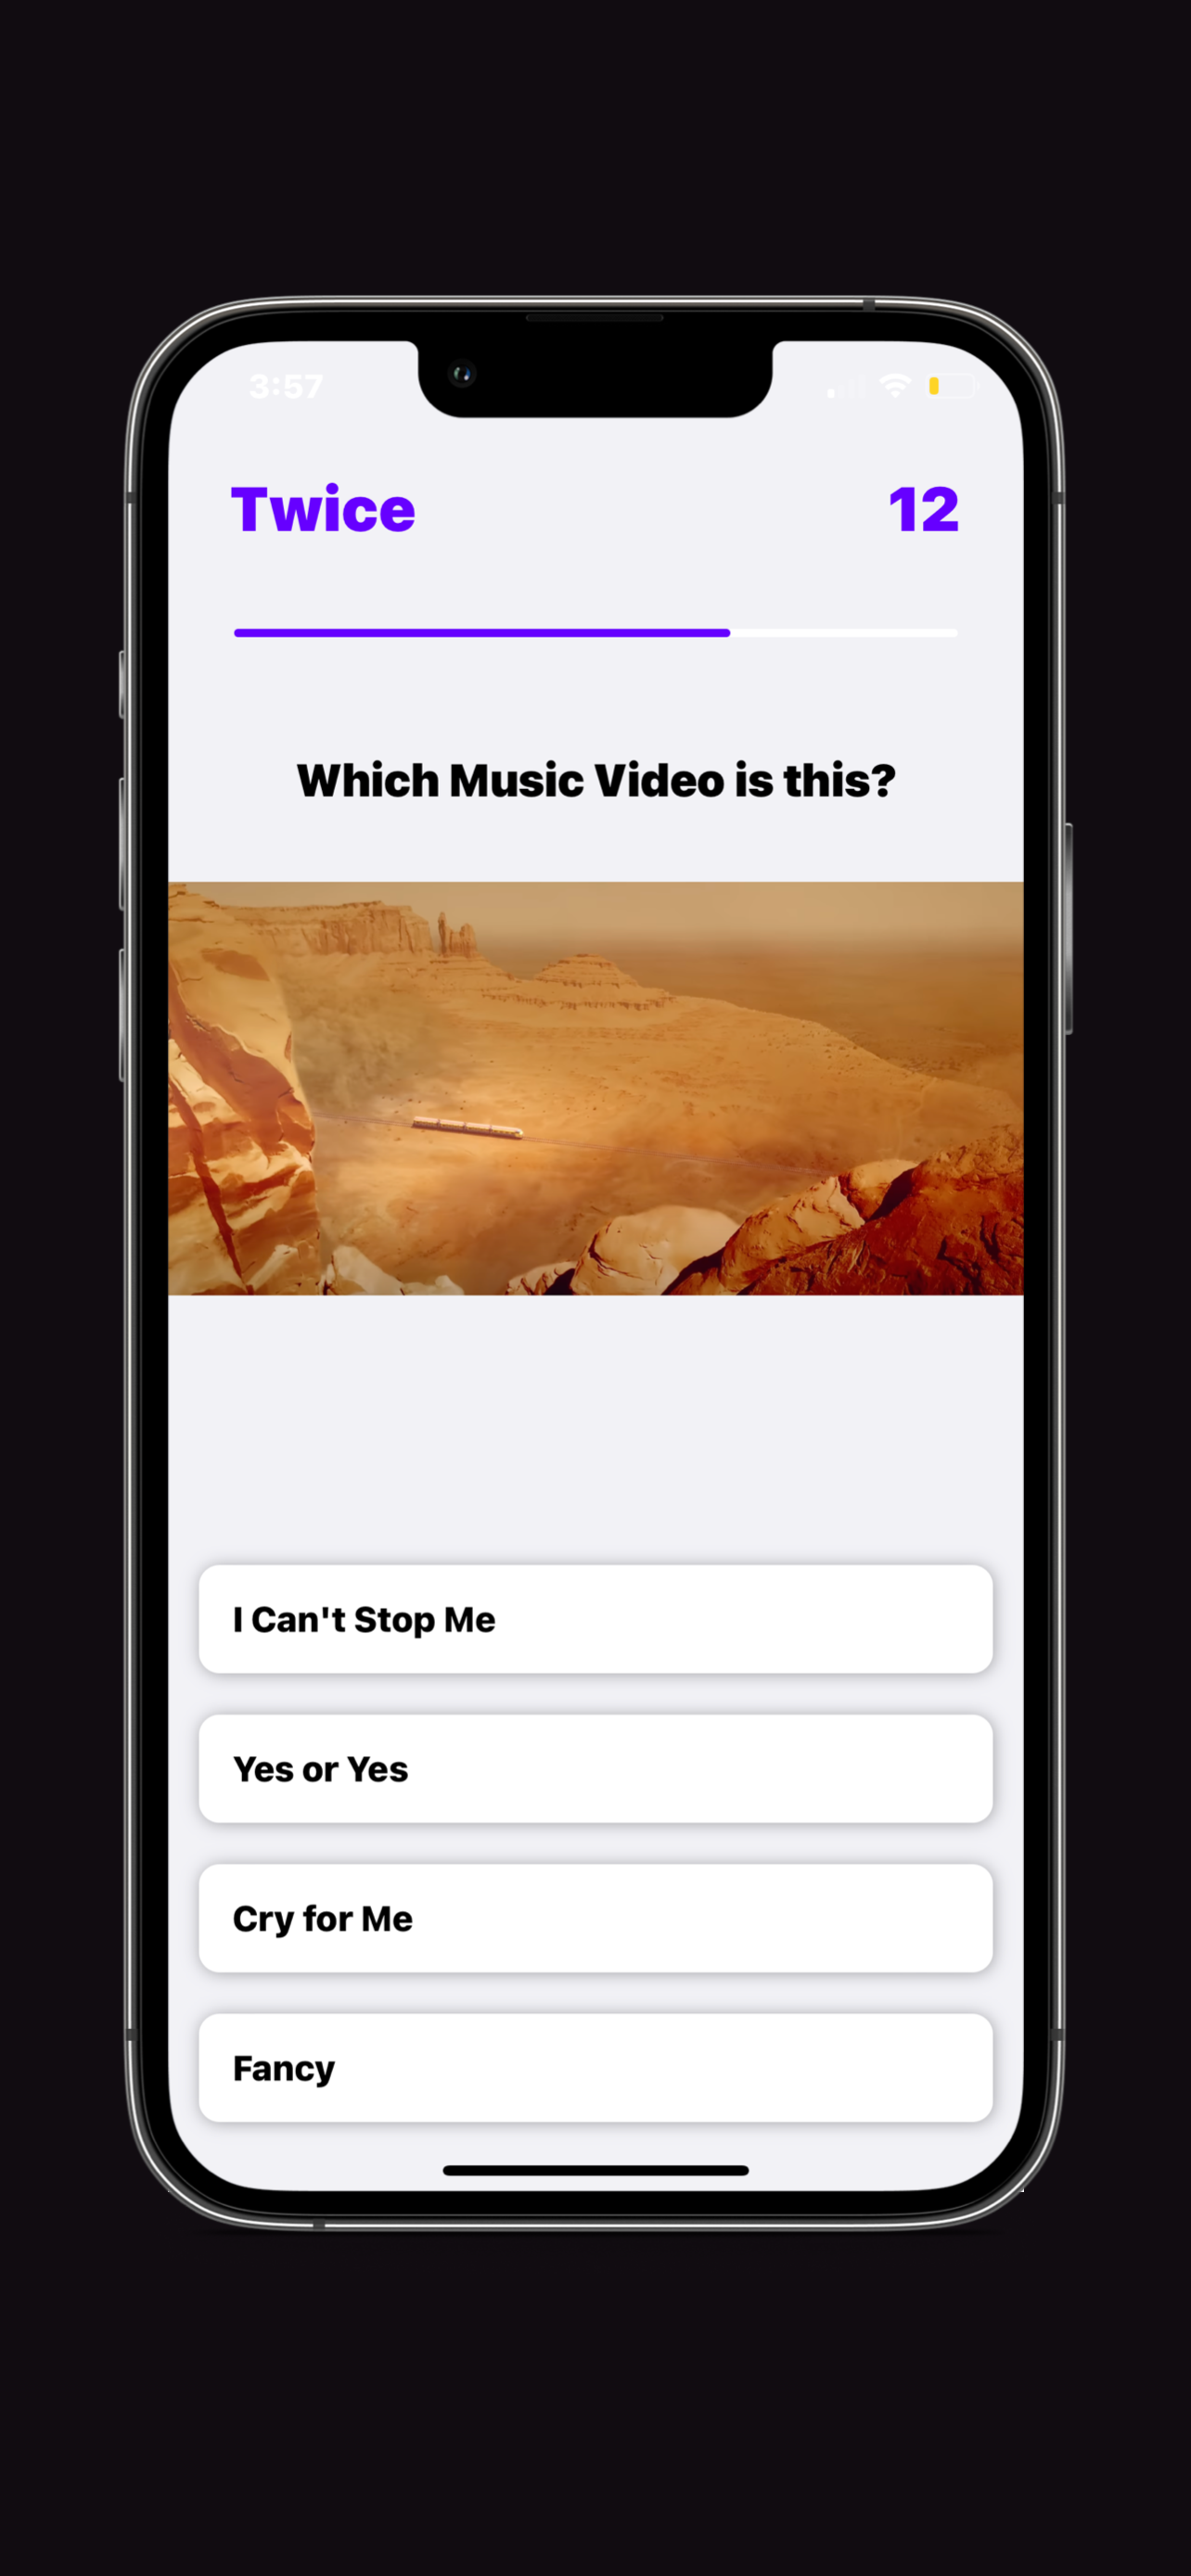 3:57
Twice 12
Which Music Video is this?
I Can't Stop Me
Yes or Yes
Cry for Me
Fancy